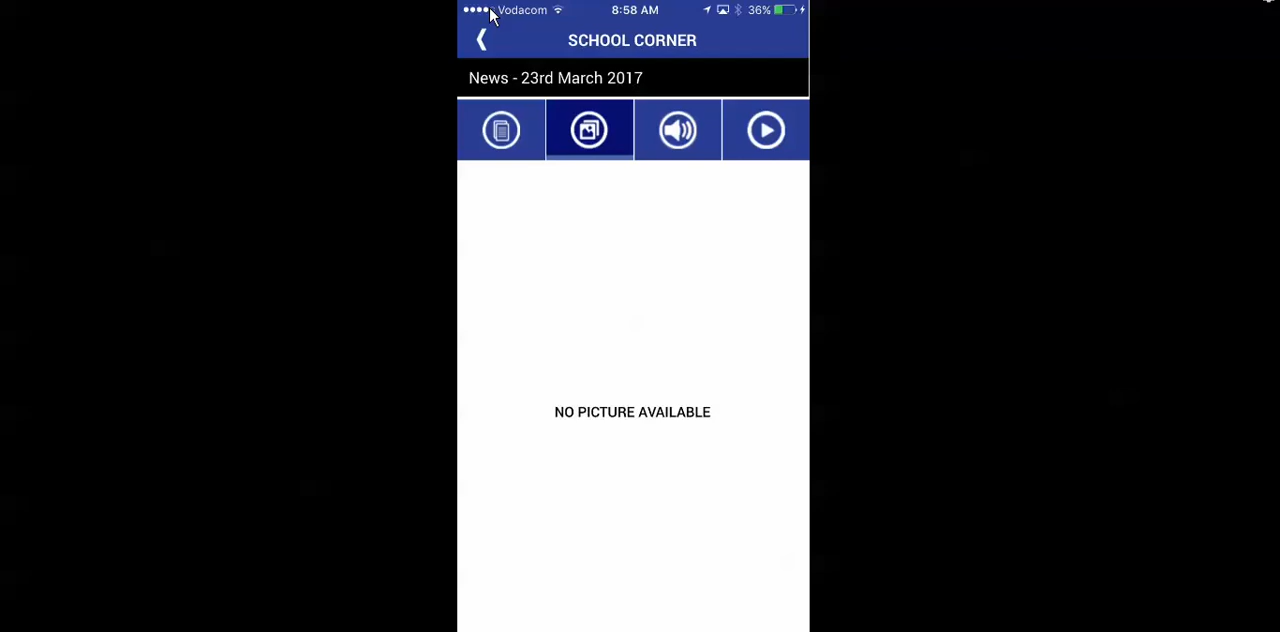 Vodacom 8:58 AM 36%
SCHOOL CORNER
News - 23rd March 2017
NO PICTURE AVAILABLE